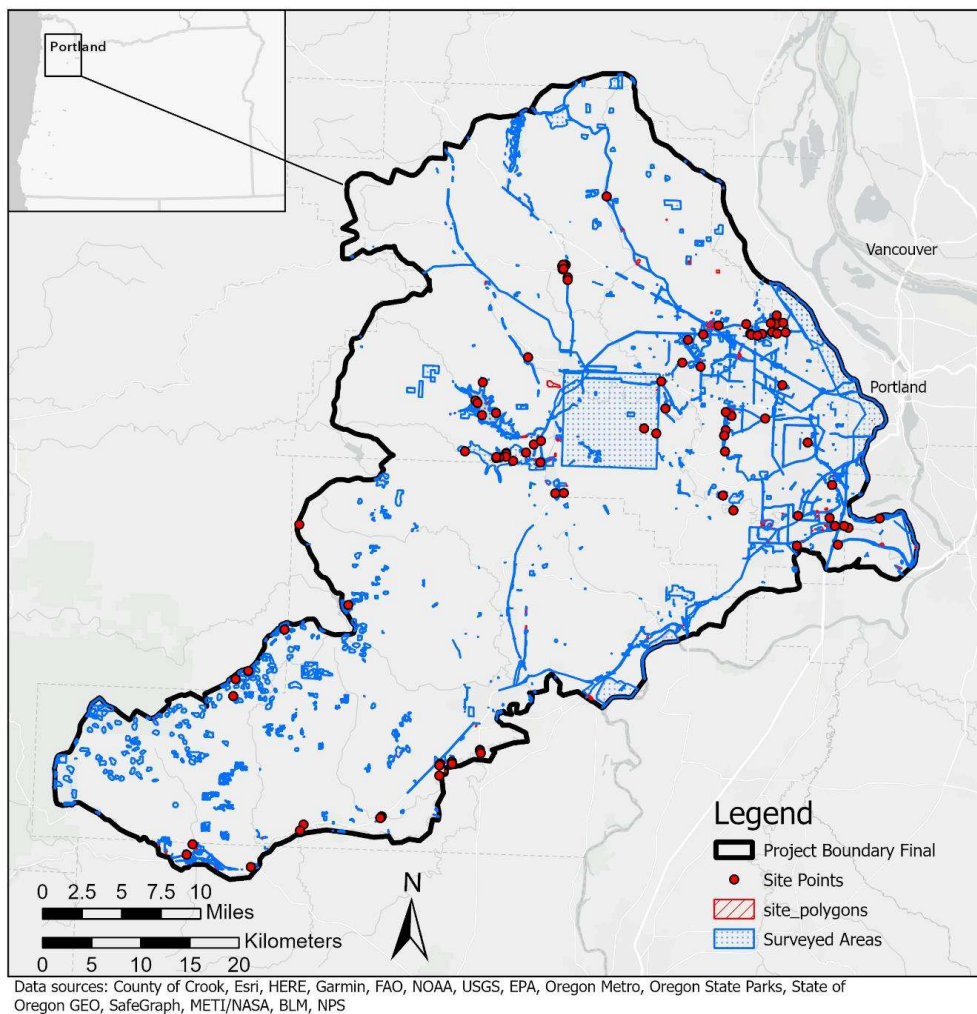 Portland
Vancouver
Portland
Legend
Project Boundary Final
Site Points
site_polygons
Surveyed Areas
N
0 2.5 5 7.5 10
Miles
Kilometers
0 5 10 15 20
Data sources: County of Crook, Esri, HERE, Garmin, FAO, NOAA, USGS, EPA, Oregon Metro, Oregon State Parks, State of
Oregon GEO, SafeGraph, METI/NASA, BLM, NPS